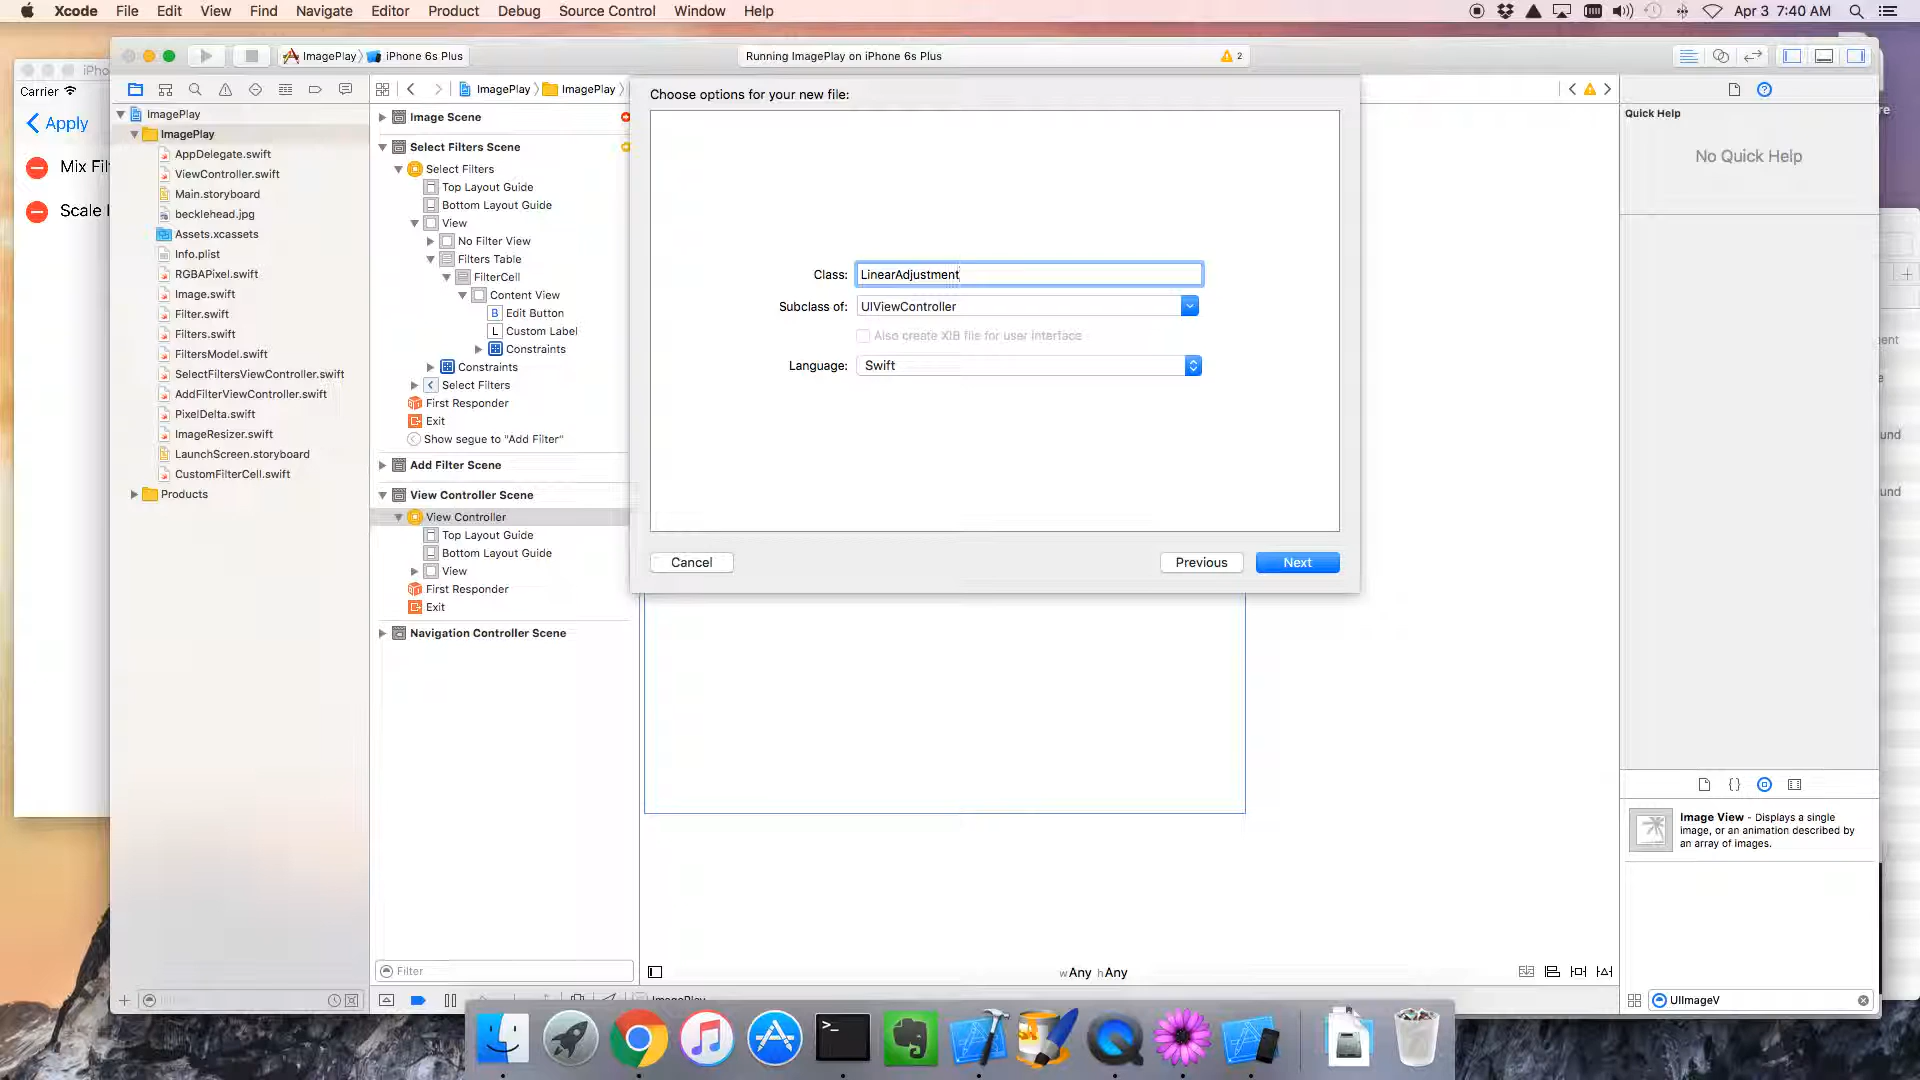 Xcode File Edit View Find Navigate Editor Product Debug Source Control Window Help Apr 3 7:40 AM
ImagePlay iPhone 6s Plus Running ImagePlay on iPhone 6s Plus 2
Carrier
Apply
Mix Fil
Scale
ImagePlay
ImagePlay
AppDelegate.swift
ViewController.swift
Main.storyboard
becklehead.jpg
Assets.xcassets
Info.plist
RGBAPixel.swift
Image.swift
Filter.swift
Filters.swift
FiltersModel.swift
SelectFiltersViewController.swift
AddFilterViewController.swift
PixelDelta.swift
ImageResizer.swift
LaunchScreen.storyboard
CustomFilterCell.swift
Products
ImagePlay ImagePlay
Image Scene
Select Filters Scene
Select Filters
Top Layout Guide
Bottom Layout Guide
View
No Filter View
Filters Table
FilterCell
Content View
B Edit Button
L Custom Label
Constraints
Constraints
Select Filters
First Responder
Exit
Show segue to "Add Filter"
Add Filter Scene
View Controller Scene
View Controller
Top Layout Guide
Bottom Layout Guide
View
First Responder
Exit
Navigation Controller Scene
Filter
Choose options for your new file:
Class: LinearAdjustment
Subclass of: UIViewController
Also create XIB file for user interface
Language: Swift
Cancel Previous Next
wAny hAny
ImagePlay
Quick Help
No Quick Help
Image View - Displays a single
image, or an animation described by
an array of images.
UIImageV